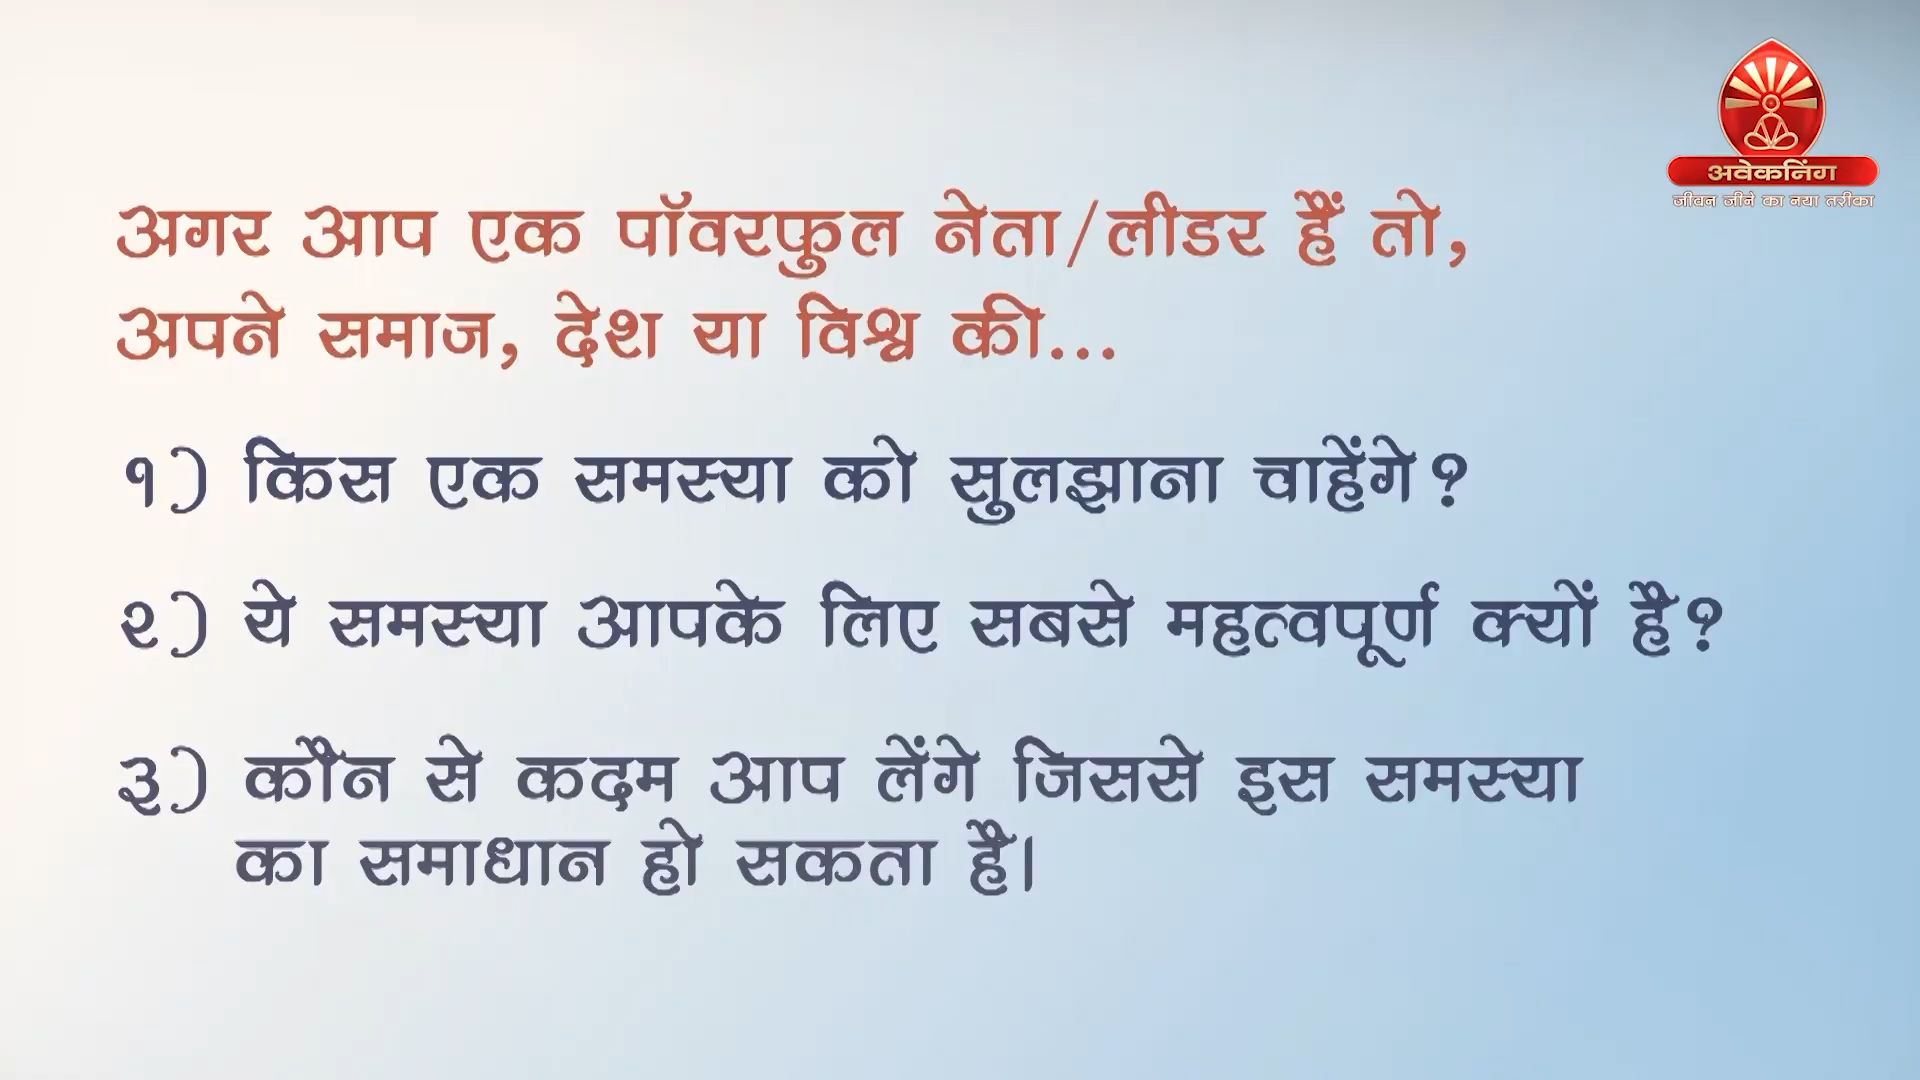 अवेकनिंग
जीवन जीने का नया तरीका
अगर आप एक पॉवरफुल नेता/लीडर हैं तो,
अपने समाज, देश या विश्व की...
१) किस एक समस्या को सुलझाना चाहेंगे?
२) ये समस्या आपके लिए सबसे महत्वपूर्ण क्यों है?
३) कौन से कदम आप लेंगे जिससे इस समस्या
का समाधान हो सकता है।